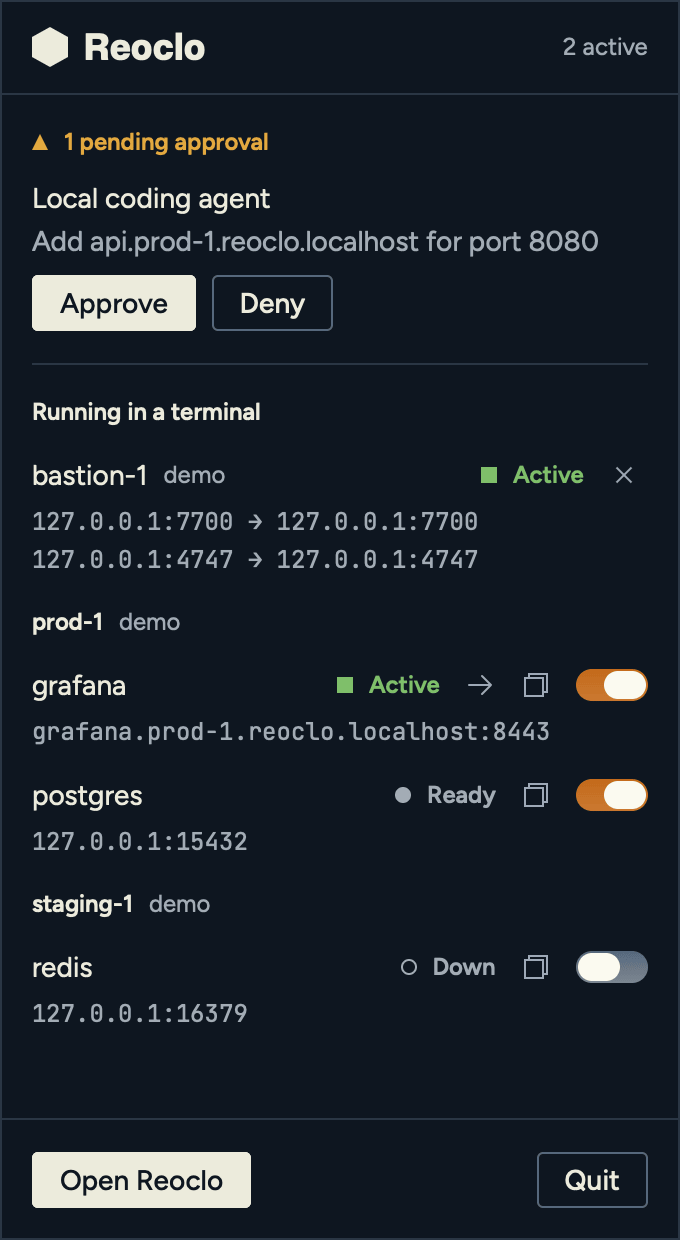 Reoclo 2 active
1 pending approval
Local coding agent
Add api.prod-1.reoclo.localhost for port 8080
Approve Deny
Running in a terminal
bastion-1 demo Active
127.0.0.1:7700 → 127.0.0.1:7700
127.0.0.1:4747 → 127.0.0.1:4747
prod-1 demo
grafana Active
grafana.prod-1.reoclo.localhost:8443
postgres Ready
127.0.0.1:15432
staging-1 demo
redis Down
127.0.0.1:16379
Open Reoclo Quit